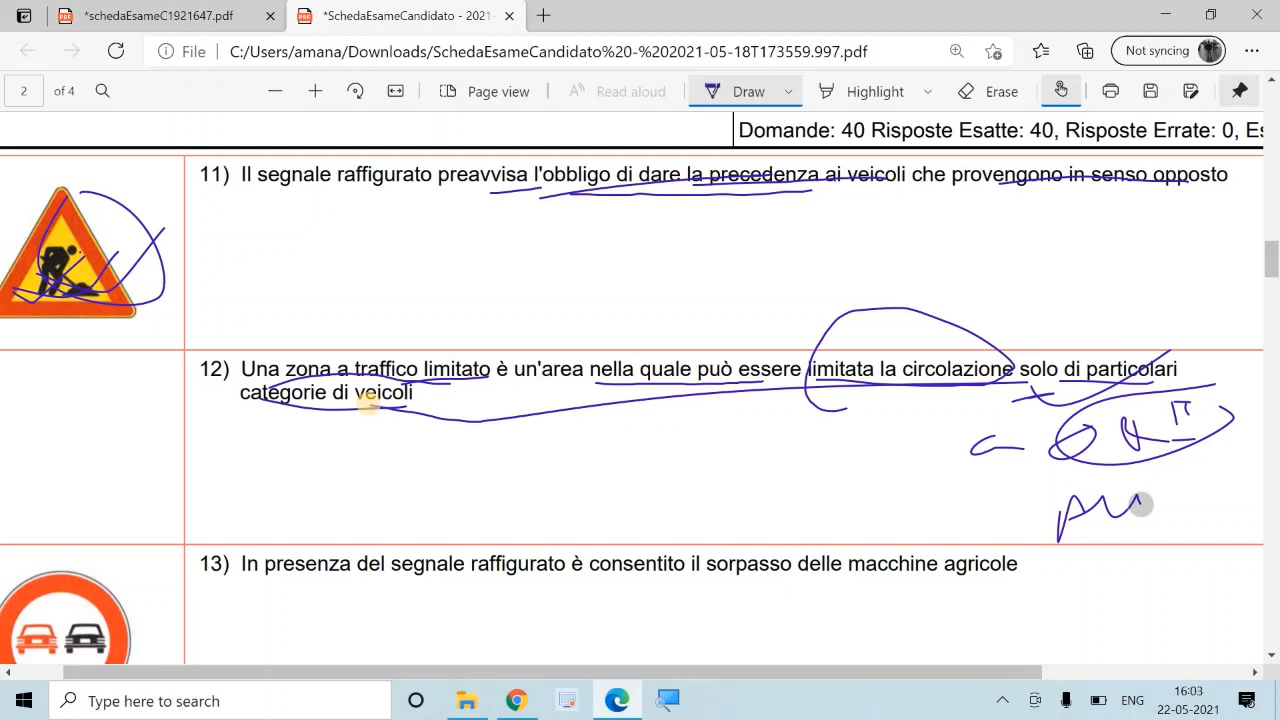 *schedaEsameC1921647.pdf
*SchedaEsameCandidato - 2021-
Not syncing
File
C:/Users/amana/Downloads/SchedaEsameCandidato%20-%202021-05-18T173559.997.pdf
2 of 4
Page view
Read aloud
Draw
Highlight
Erase
Domande: 40 Risposte Esatte: 40, Risposte Errate: 0,
11) Il segnale raffigurato preavvisa l'obbligo di dare la precedenza ai veicoli che provengono in senso opposto
12) Una zona a traffico limitato è un'area nella quale può essere limitata la circolazione solo di particolari
categorie di veicoli
13) In presenza del segnale raffigurato è consentito il sorpasso delle macchine agricole
Type here to search
ENG
16:03
22-05-2021